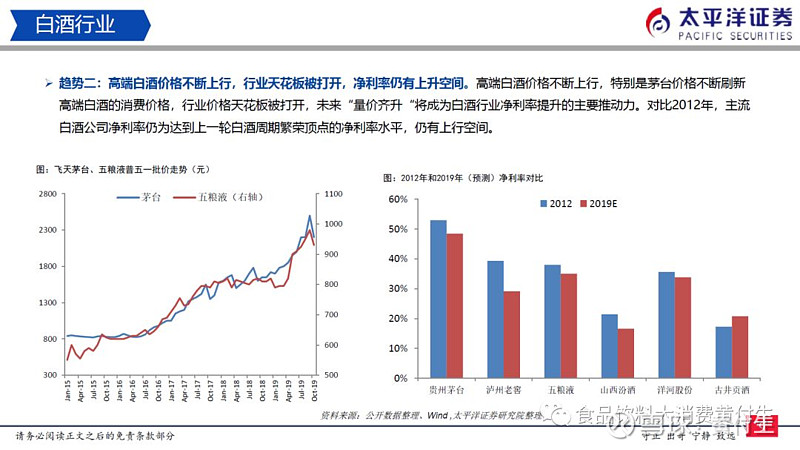 白酒行业
太平洋证券
PACIFIC SECURITIES
趋势二：高端白酒价格不断上行，行业天花板被打开，净利率仍有上升空间。高端白酒价格不断上行，特别是茅台价格不断刷新
高端白酒的消费价格，行业价格天花板被打开，未来“量价齐升“将成为白酒行业净利率提升的主要推动力。对比2012年，主流
白酒公司净利率仍为达到上一轮白酒周期繁荣顶点的净利率水平，仍有上行空间。
图：飞天茅台、五粮液普五一批价走势（元）
茅台 五粮液（右轴）
2800 1100
1000
2300
900
1800
800
1300
700
800
600
300 500
Jan-15 Apr-15 Jul-15 Oct-15 Jan-16 Apr-16 Jul-16 Oct-16 Jan-17 Apr-17 Jul-17 Oct-17 Jan-18 Apr-18 Jul-18 Oct-18 Jan-19 Apr-19 Jul-19 Oct-19
图：2012年和2019年（预测）净利率对比
2012 2019E
60%
50%
40%
30%
20%
10%
0%
贵州茅台 泸州老窖 五粮液 山西汾酒 洋河股份 古井贡酒
资料来源：公开数据整理、Wind，太平洋证券研究院整理
食品饮料大消费黄付生
请务必阅读正文之后的免责条款部分
守正 出奇 宁静 致远